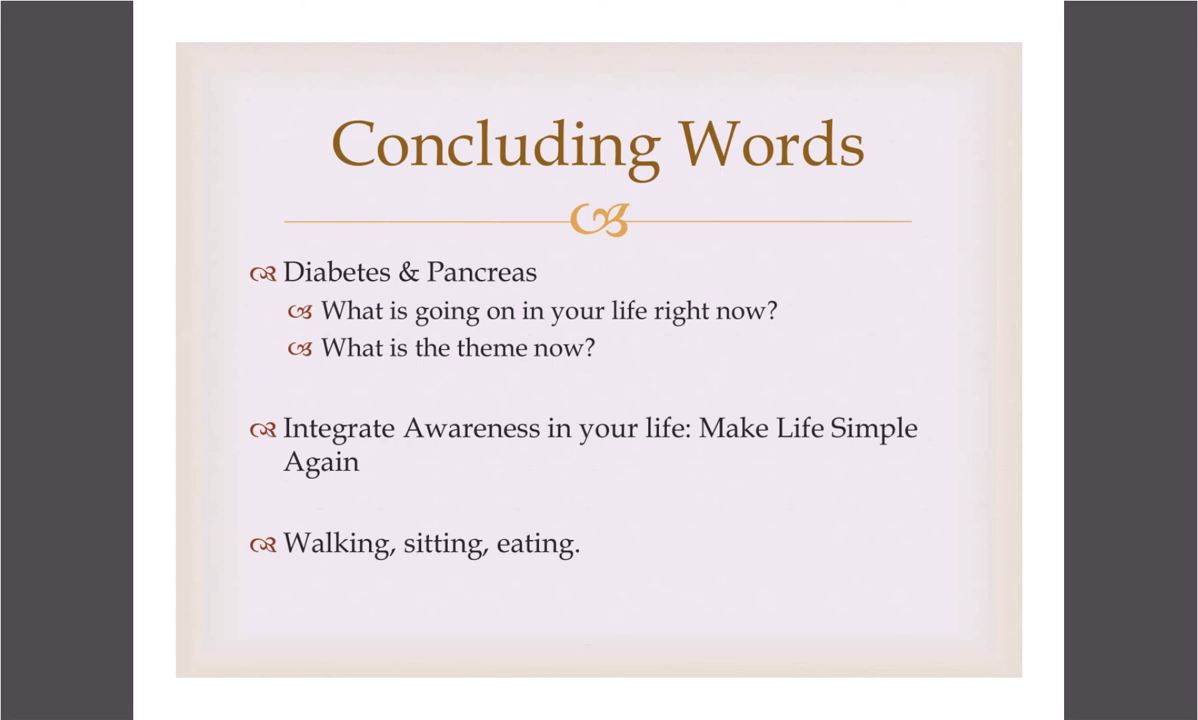 Concluding Words
Diabetes & Pancreas
What is going on in your life right now?
What is the theme now?
Integrate Awareness in your life: Make Life Simple
Again
Walking, sitting, eating.